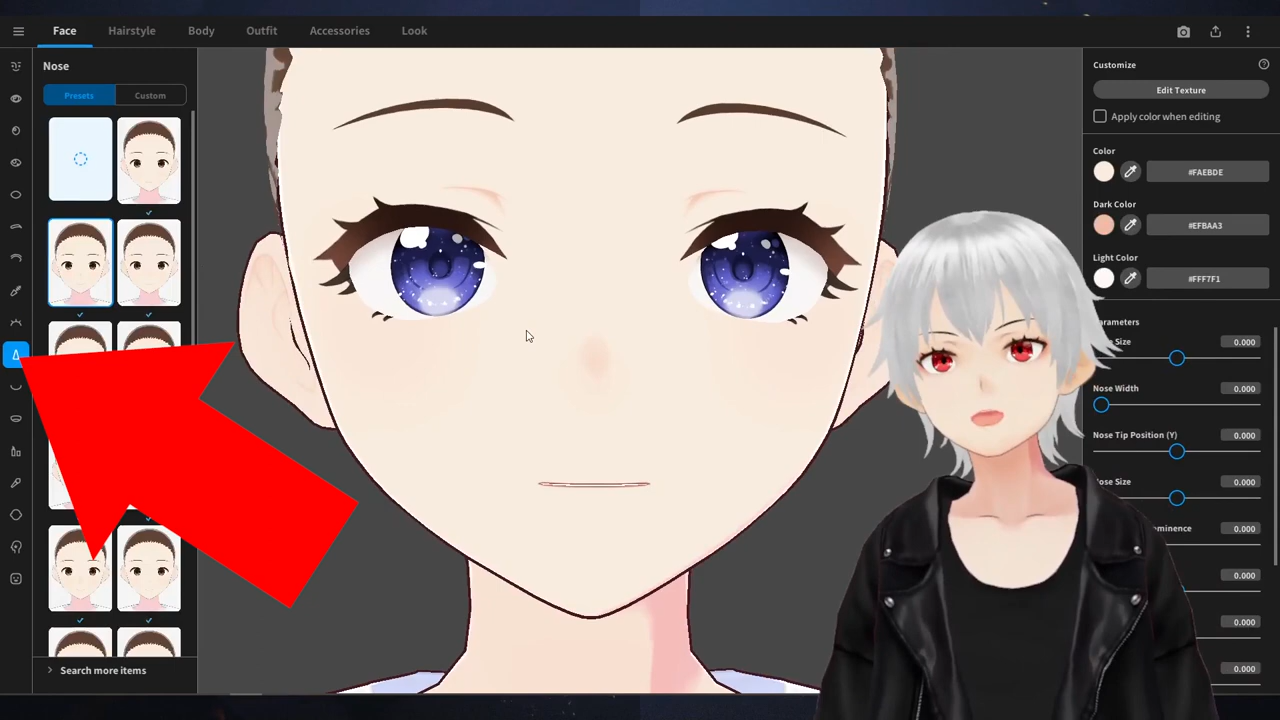 Face Hairstyle Body Outfit Accessories Look
Nose
Presets Custom
Search more items
Customize
Edit Texture
Apply color when editing
Color
#FAEBDE
Dark Color
#EFBAA3
Light Color
#FFF7F1
Size 0.000
Nose Width 0.000
Nose Tip Position (Y) 0.000
Size 0.000
0.000
0.000
0.000
0.000